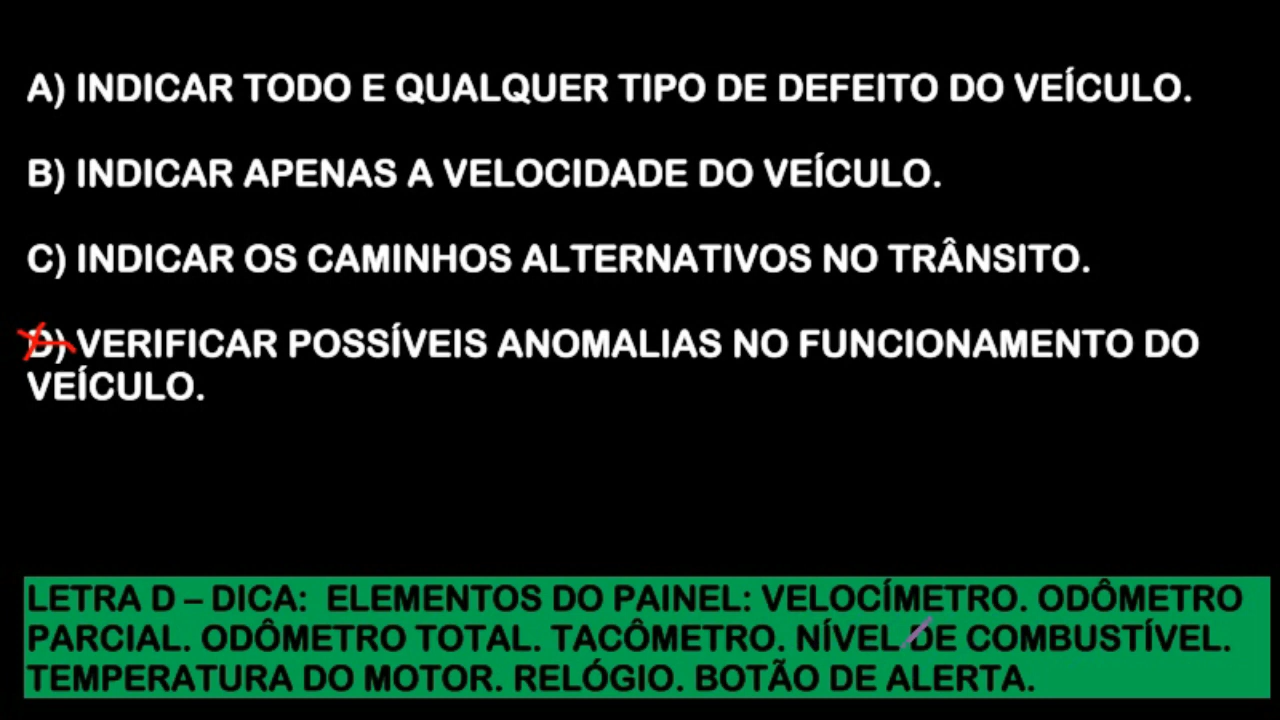 A) INDICAR TODO E QUALQUER TIPO DE DEFEITO DO VEÍCULO.
B) INDICAR APENAS A VELOCIDADE DO VEÍCULO.
C) INDICAR OS CAMINHOS ALTERNATIVOS NO TRÂNSITO.
D) VERIFICAR POSSÍVEIS ANOMALIAS NO FUNCIONAMENTO DO
VEÍCULO.
LETRA D – DICA: ELEMENTOS DO PAINEL: VELOCÍMETRO. ODÔMETRO
PARCIAL. ODÔMETRO TOTAL. TACÔMETRO. NÍVEL DE COMBUSTÍVEL.
TEMPERATURA DO MOTOR. RELÓGIO. BOTÃO DE ALERTA.